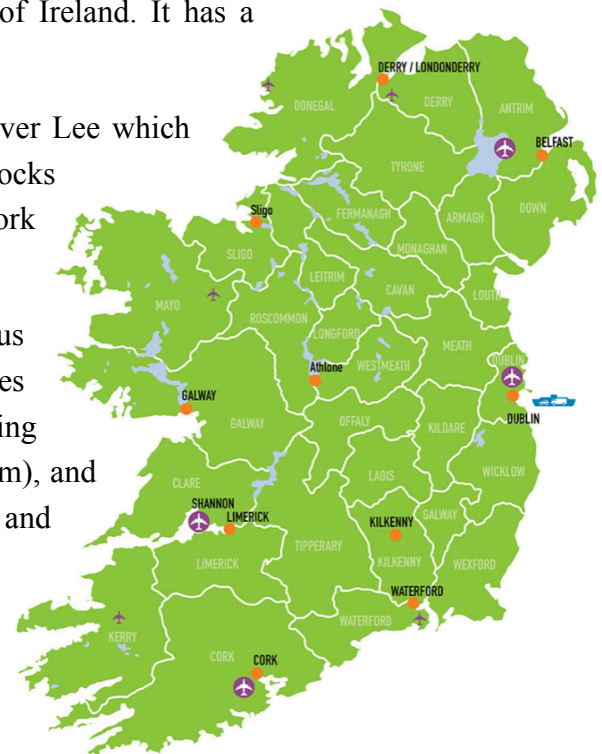 of Ireland. It has a
ver Lee which
ocks
ork
us
es
ing
m), and
and
DERRY / LONDONDERRY
DONEGAL
DERRY
ANTRIM
BELFAST
TYRONE
FERMANAGH
ARMAGH
DOWN
MONAGHAN
Sligo
SLIGO
LEITRIM
CAVAN
LOUTH
MAYO
ROSCOMMON
LONGFORD
MEATH
DUBLIN
Athlone
WESTMEATH
GALWAY
DUBLIN
GALWAY
OFFALY
KILDARE
WICKLOW
LAOIS
CLARE
SHANNON
LIMERICK
KILKENNY
GALWAY
TIPPERARY
LIMERICK
KILKENNY
WEXFORD
WATERFORD
WATERFORD
KERRY
CORK
CORK